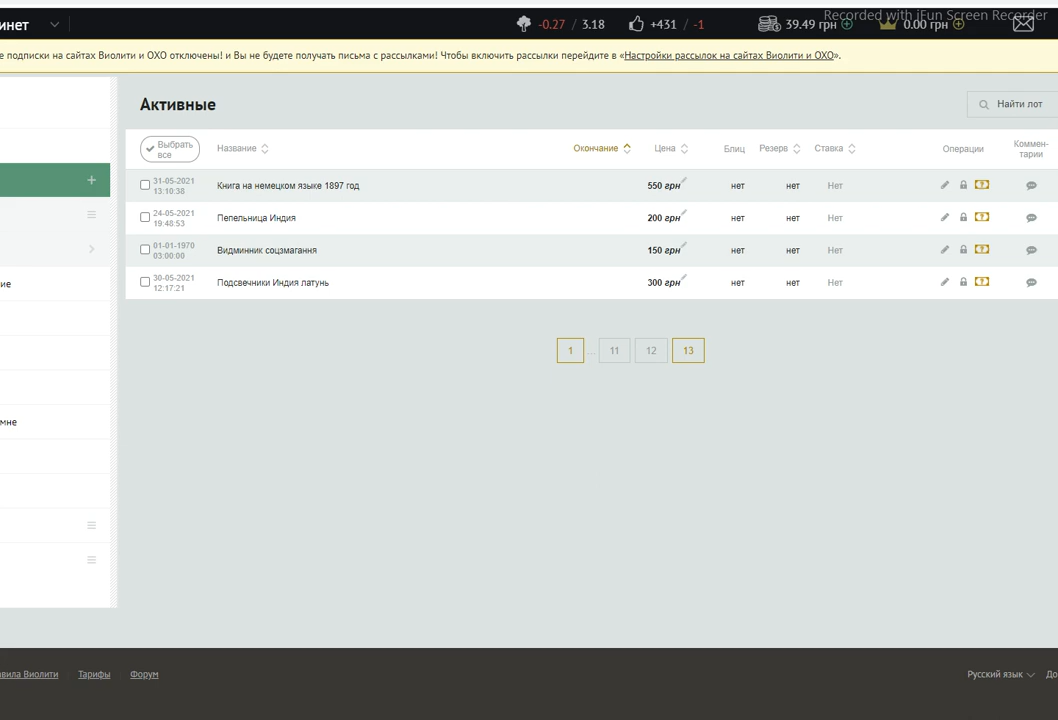 инет -0.27 / 3.18 +431 / -1 39.49 грн 0.00 грн
Recorded with iFun Screen Recorder
е подписки на сайтах Виолити и ОХО отключены! и Вы не будете получать письма с рассылками! Чтобы включить рассылки перейдите в «Настройки рассылок на сайтах Виолити и ОХО».
Активные
Найти лот
Выбрать все
Название
Окончание
Цена
Блиц
Резерв
Ставка
Операции
Коммен-
тарии
31-05-2021
13:10:38
Книга на немецком языке 1897 год 550 грн нет нет Нет
24-05-2021
19:48:53
Пепельница Индия 200 грн нет нет Нет
01-01-1970
03:00:00
Видминник соцзмагання 150 грн нет нет Нет
30-05-2021
12:17:21
Подсвечники Индия латунь 300 грн нет нет Нет
ие
мне
1 ... 11 12 13
авила Виолити Тарифы Форум Русский язык До